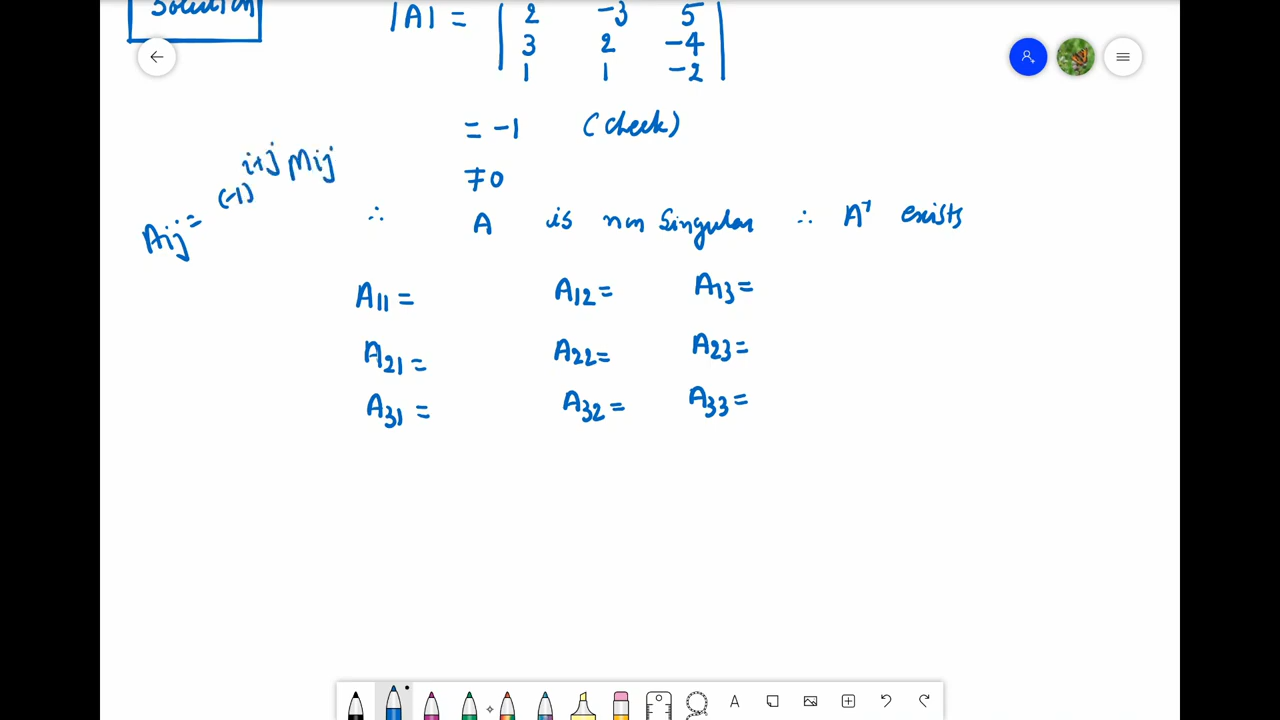 Solution
|A| = | 2 -3 5 |
3 2 -4
1 1 -2
= -1 (check)
≠0
Aij = (-1)^i+j Mij
∴ A is non Singular ∴ A⁻¹ exists
A11 = A12 = A13 =
A21 = A22 = A23 =
A31 = A32 = A33 =
A